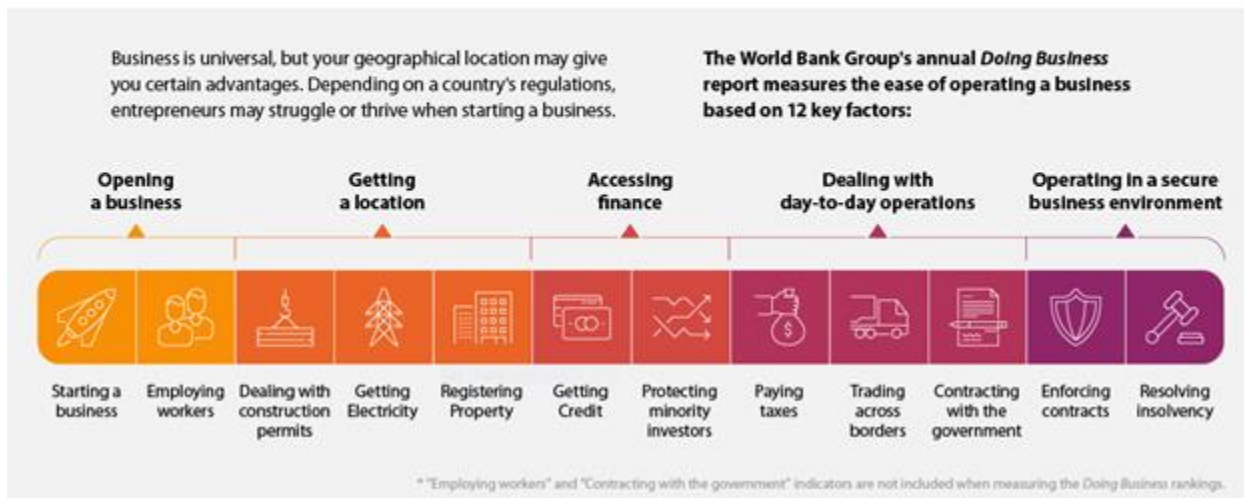 Business is universal, but your geographical location may give
you certain advantages. Depending on a country's regulations,
entrepreneurs may struggle or thrive when starting a business.
The World Bank Group's annual Doing Business
report measures the ease of operating a business
based on 12 key factors:
Opening
a business
Getting
a location
Accessing
finance
Dealing with
day-to-day operations
Operating in a secure
business environment
$
Starting a
business
Employing
workers
Dealing with
construction
permits
Getting
Electricity
Registering
Property
Getting
Credit
Protecting
minority
investors
Paying
taxes
Trading
across
borders
Contracting
with the
government
Enforcing
contracts
Resolving
insolvency
* "Employing workers" and "Contracting with the government" indicators are not included when measuring the Doing Business rankings.